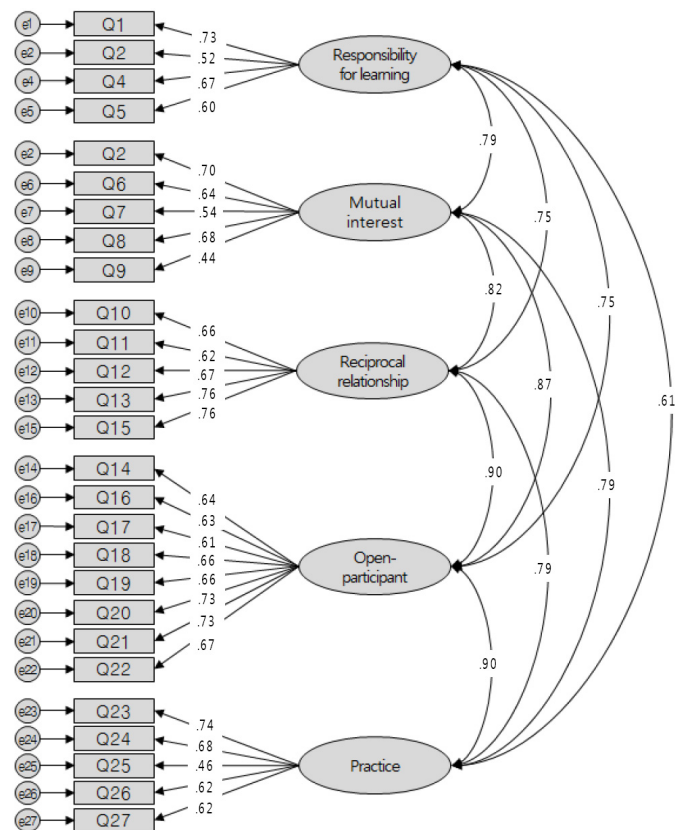 e1 Q1 .73
e2 Q2 .52
e4 Q4 .67
e5 Q5 .60
Responsibility
for learning
.79
e2 Q2 .70
e6 Q6 .64
e7 Q7 .54
e8 Q8 .68
e9 Q9 .44
Mutual
interest
.75
.82
.75
e10 Q10 .66
e11 Q11 .62
e12 Q12 .67
e13 Q13 .76
e15 Q15 .76
Reciprocal
relationship
.87
.61
e14 Q14 .64
e16 Q16 .63
e17 Q17 .61
e18 Q18 .66
e19 Q19 .66
e20 Q20 .73
e21 Q21 .73
e22 Q22 .67
Open-
participant
.90
.79
.79
.90
e23 Q23 .74
e24 Q24 .68
e25 Q25 .46
e26 Q26 .62
e27 Q27 .62
Practice